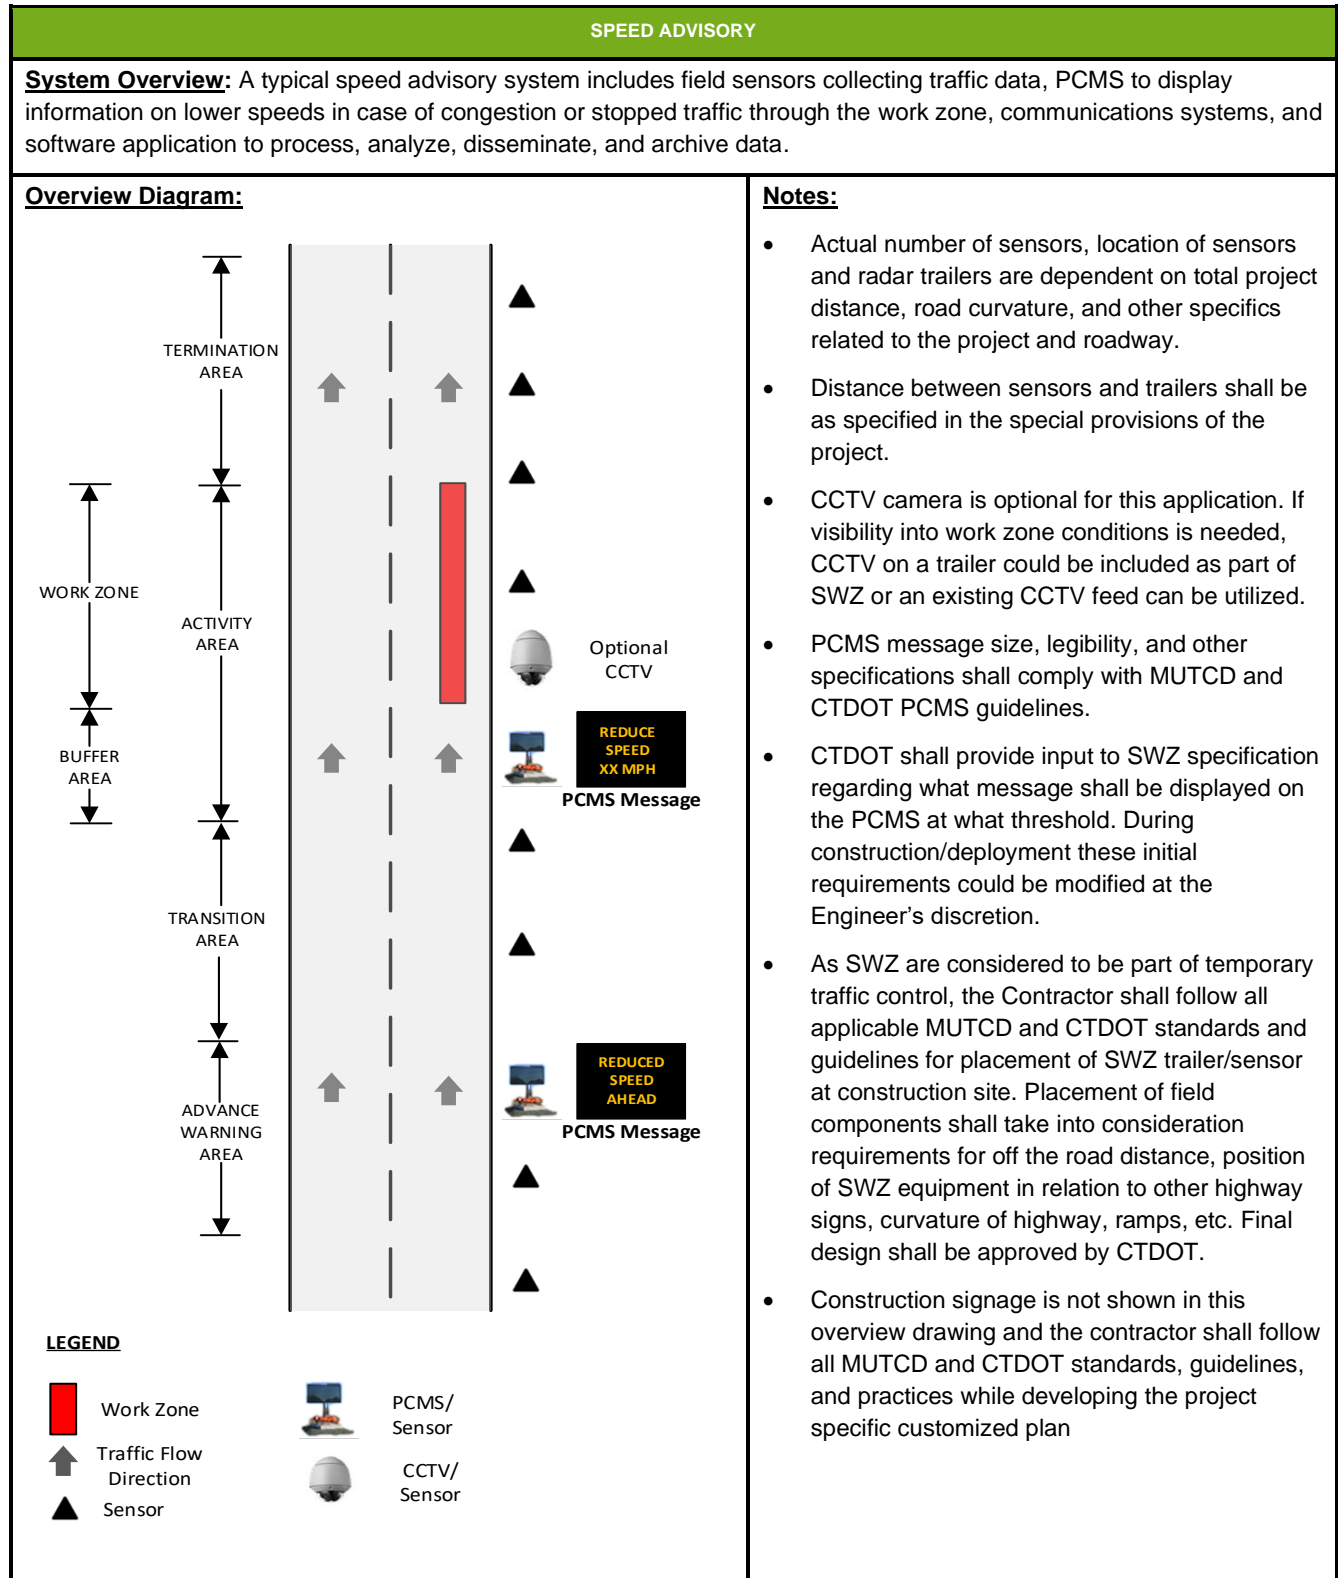 SPEED ADVISORY
System Overview: A typical speed advisory system includes field sensors collecting traffic data, PCMS to display
information on lower speeds in case of congestion or stopped traffic through the work zone, communications systems, and
software application to process, analyze, disseminate, and archive data.
Overview Diagram:
TERMINATION
AREA
WORK ZONE
ACTIVITY
AREA
Optional
CCTV
REDUCE
SPEED
XX MPH
PCMS Message
BUFFER
AREA
TRANSITION
AREA
REDUCED
SPEED
AHEAD
PCMS Message
ADVANCE
WARNING
AREA
LEGEND
Work Zone
Traffic Flow
Direction
Sensor
PCMS/
Sensor
CCTV/
Sensor
Notes:
• Actual number of sensors, location of sensors
and radar trailers are dependent on total project
distance, road curvature, and other specifics
related to the project and roadway.
• Distance between sensors and trailers shall be
as specified in the special provisions of the
project.
• CCTV camera is optional for this application. If
visibility into work zone conditions is needed,
CCTV on a trailer could be included as part of
SWZ or an existing CCTV feed can be utilized.
• PCMS message size, legibility, and other
specifications shall comply with MUTCD and
CTDOT PCMS guidelines.
• CTDOT shall provide input to SWZ specification
regarding what message shall be displayed on
the PCMS at what threshold. During
construction/deployment these initial
requirements could be modified at the
Engineer’s discretion.
• As SWZ are considered to be part of temporary
traffic control, the Contractor shall follow all
applicable MUTCD and CTDOT standards and
guidelines for placement of SWZ trailer/sensor
at construction site. Placement of field
components shall take into consideration
requirements for off the road distance, position
of SWZ equipment in relation to other highway
signs, curvature of highway, ramps, etc. Final
design shall be approved by CTDOT.
• Construction signage is not shown in this
overview drawing and the contractor shall follow
all MUTCD and CTDOT standards, guidelines,
and practices while developing the project
specific customized plan